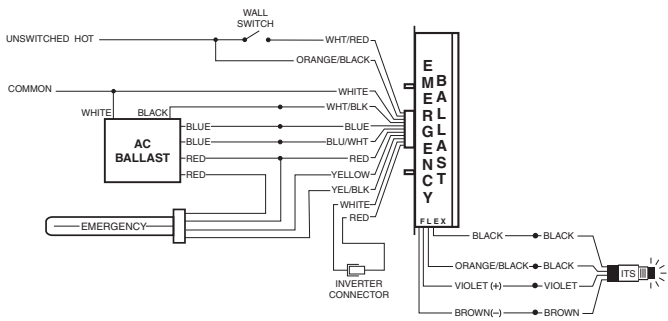 WALL
SWITCH
UNSWITCHED HOT
WHT/RED
ORANGE/BLACK
COMMON
WHITE
WHITE
BLACK
WHT/BLK
BLUE
BLUE
BLUE
BLU/WHT
RED
RED
RED
YELLOW
YEL/BLK
WHITE
RED
AC
BALLAST
EMERGENCY
INVERTER
CONNECTOR
EMERGENCY
BALLAST
FLEX
BLACK
BLACK
ORANGE/BLACK
BLACK
VIOLET (+)
VIOLET
BROWN(–)
BROWN
ITS